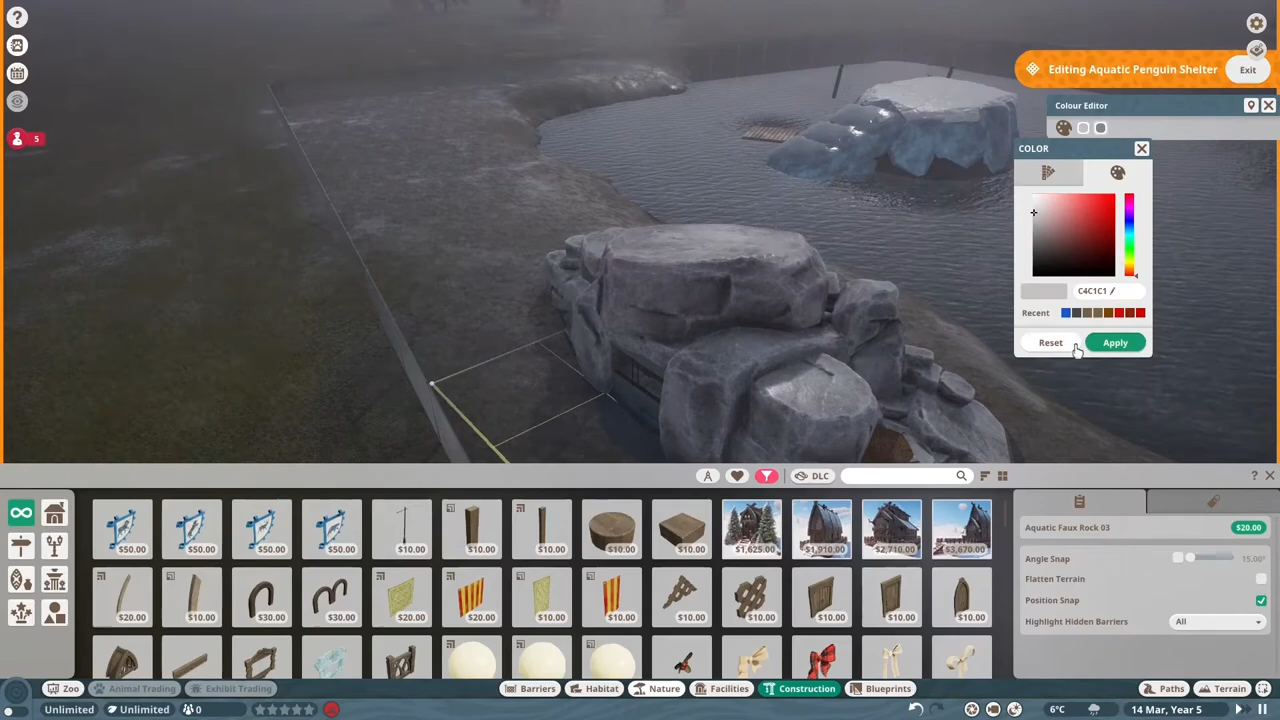 Editing Aquatic Penguin Shelter
Exit
5
Colour Editor
COLOR
C4C1C1
Recent
Reset
Apply
DLC
?
$50.00 $50.00 $50.00 $50.00 $10.00 $10.00 $10.00 $10.00 $10.00 $1,625.00 $1,910.00 $2,710.00 $3,670.00
$10.00 $10.00 $30.00 $30.00 $20.00 $20.00 $10.00 $10.00 $10.00 $10.00 $10.00 $10.00 $10.00
Aquatic Faux Rock 03
$20.00
Angle Snap
15.00°
Flatten Terrain
Position Snap
Highlight Hidden Barriers
All
Zoo
Animal Trading
Exhibit Trading
Barriers
Habitat
Nature
Facilities
Construction
Blueprints
Paths
Terrain
Unlimited
Unlimited
0
6°C
14 Mar, Year 5